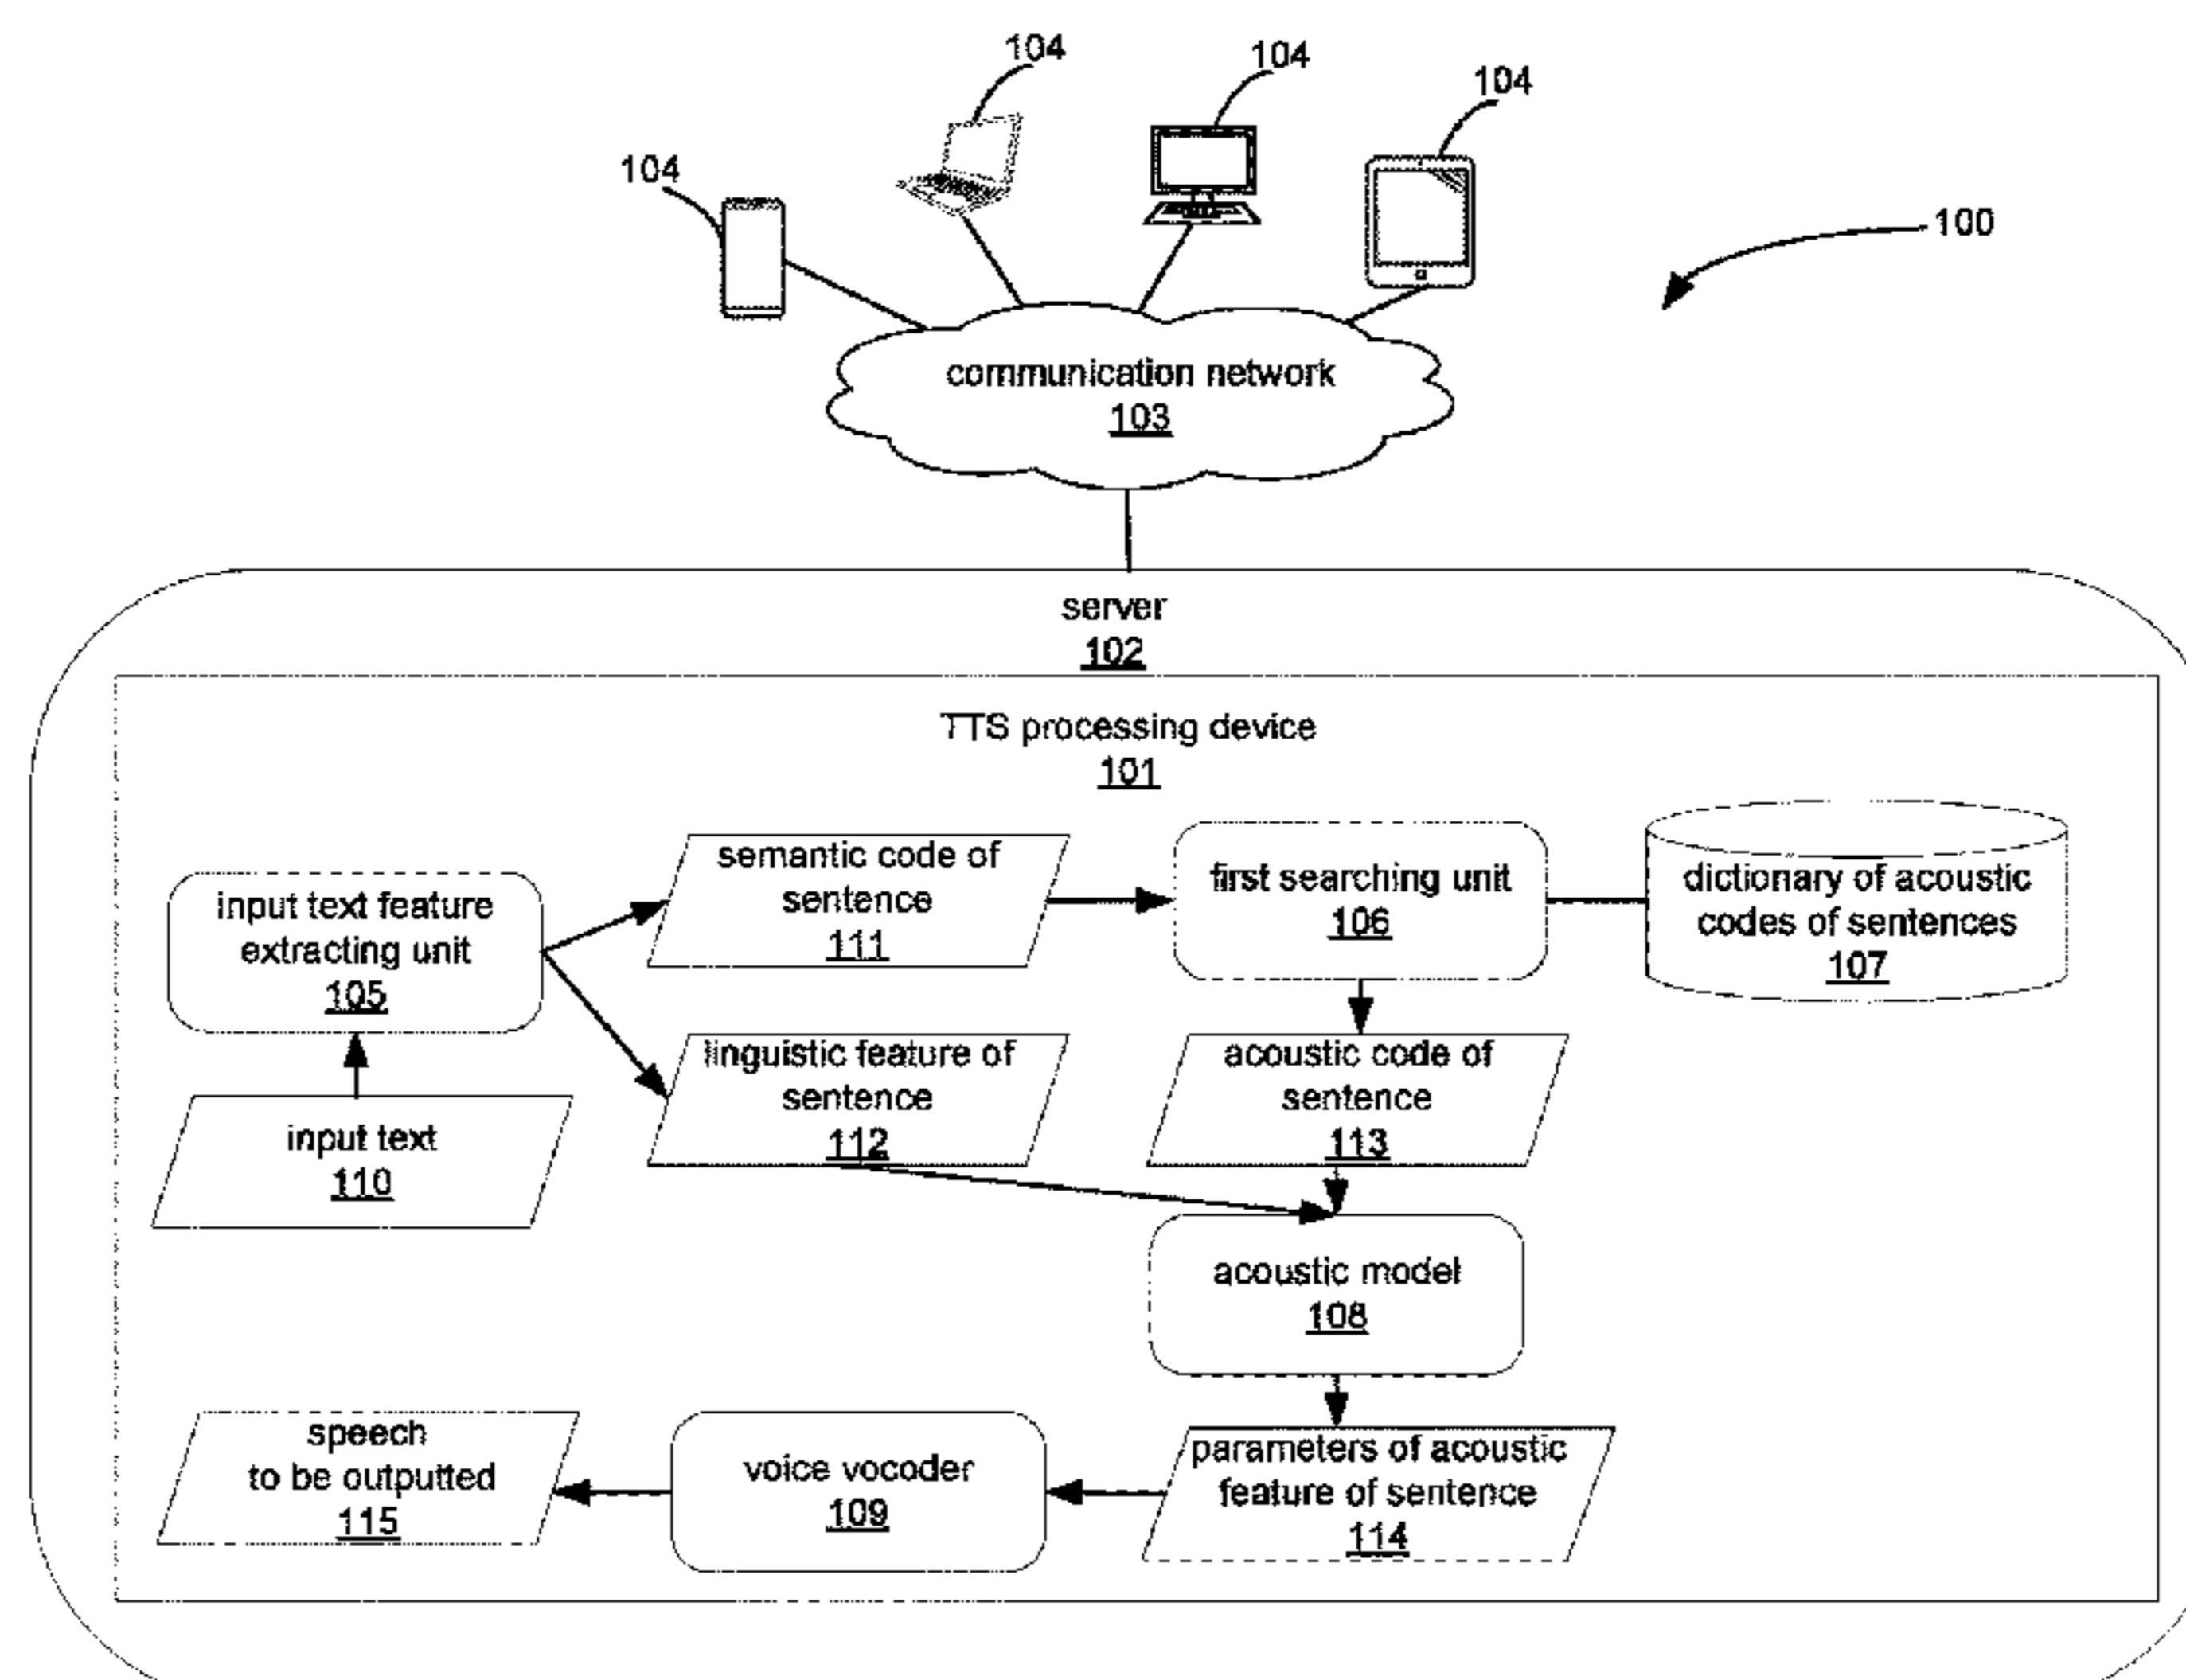 104
104
104
104
100
communication network
103
server
102
TTS processing device
101
semantic code of
sentence
111
first searching unit
106
dictionary of acoustic
codes of sentences
107
input text feature
extracting unit
105
linguistic feature of
sentence
112
acoustic code of
sentence
113
input text
110
acoustic model
108
speech
to be outputted
115
voice vocoder
109
parameters of acoustic
feature of sentence
114